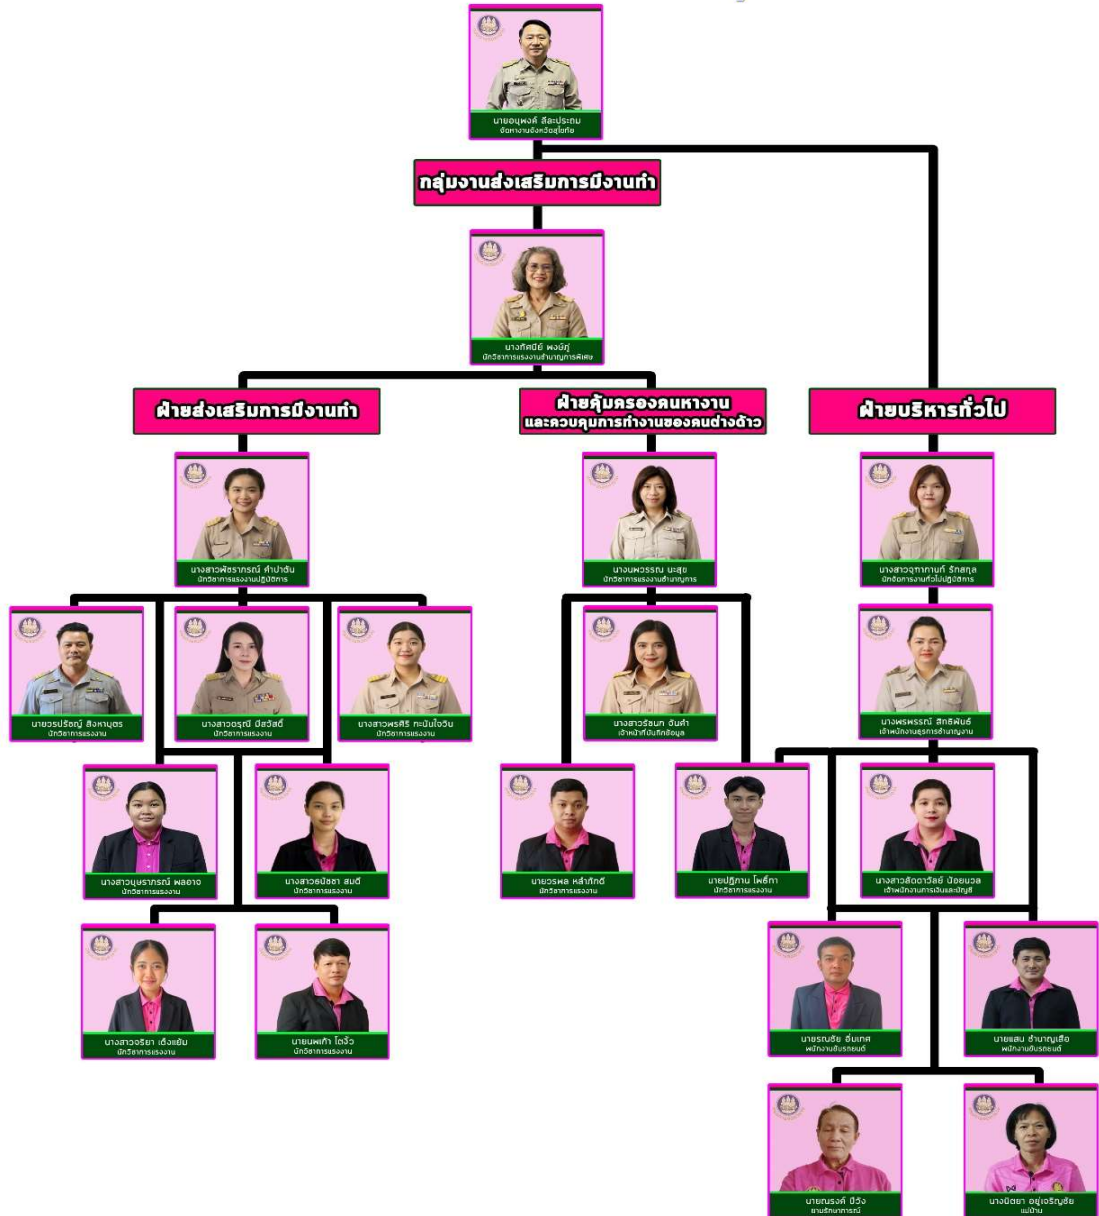 นายอนุพงค์ ลีละปะถม
จัดหางานจังหวัดสุโขทัย
กลุ่มงานส่งเสริมการมีงานทำ
นางทัศนีย์ พงษ์ภู่
นักวิชาการแรงงานชำนาญการพิเศษ
ฝ่ายส่งเสริมการมีงานทำ
ฝ่ายคุ้มครองคนหางาน
และควบคุมการทำงานของคนต่างด้าว
ฝ่ายบริหารทั่วไป
นางสาวพัชราภรณ์ คำปาตัน
นักวิชาการแรงงานปฏิบัติการ
นางนพวรรณ นะสุข
นักวิชาการแรงงานชำนาญการ
นางสาวจุฑากานท์ รักสกุล
นักจัดการงานทั่วไปปฏิบัติการ
นายวรปรัชญ์ สิงหาบุตร
นักวิชาการแรงงาน
นางสาวดรุณี มีสวัสดิ์
นักวิชาการแรงงาน
นางสาวพรศิริ กะนันใจวิน
นักวิชาการแรงงาน
นางสาวรัชนก จันคำ
เจ้าหน้าที่บันทึกข้อมูล
นางพรพรรณ์ สิทธิพันธ์
เจ้าพนักงานธุรการชำนาญงาน
นางสาวบุษราภรณ์ พลอาจ
นักวิชาการแรงงาน
นางสาวธนัชชา สมดี
นักวิชาการแรงงาน
นายวรพล หลำภักดี
นักวิชาการแรงงาน
นายปฏิภาน โพธิ์ทา
นักวิชาการแรงงาน
นางสาวลัดดาวัลย์ น้อยนวล
เจ้าพนักงานการเงินและบัญชี
นางสาวจริยา เต็งแย้ม
นักวิชาการแรงงาน
นายนพเก้า โตงิ้ว
นักวิชาการแรงงาน
นายรณชัย อิ่มเทศ
พนักงานขับรถยนต์
นายแสน ชำนาญเสือ
พนักงานขับรถยนต์
นายณรงค์ ปีวัง
ยามรักษาการณ์
นางนิตยา อยู่เจริญชัย
แม่บ้าน